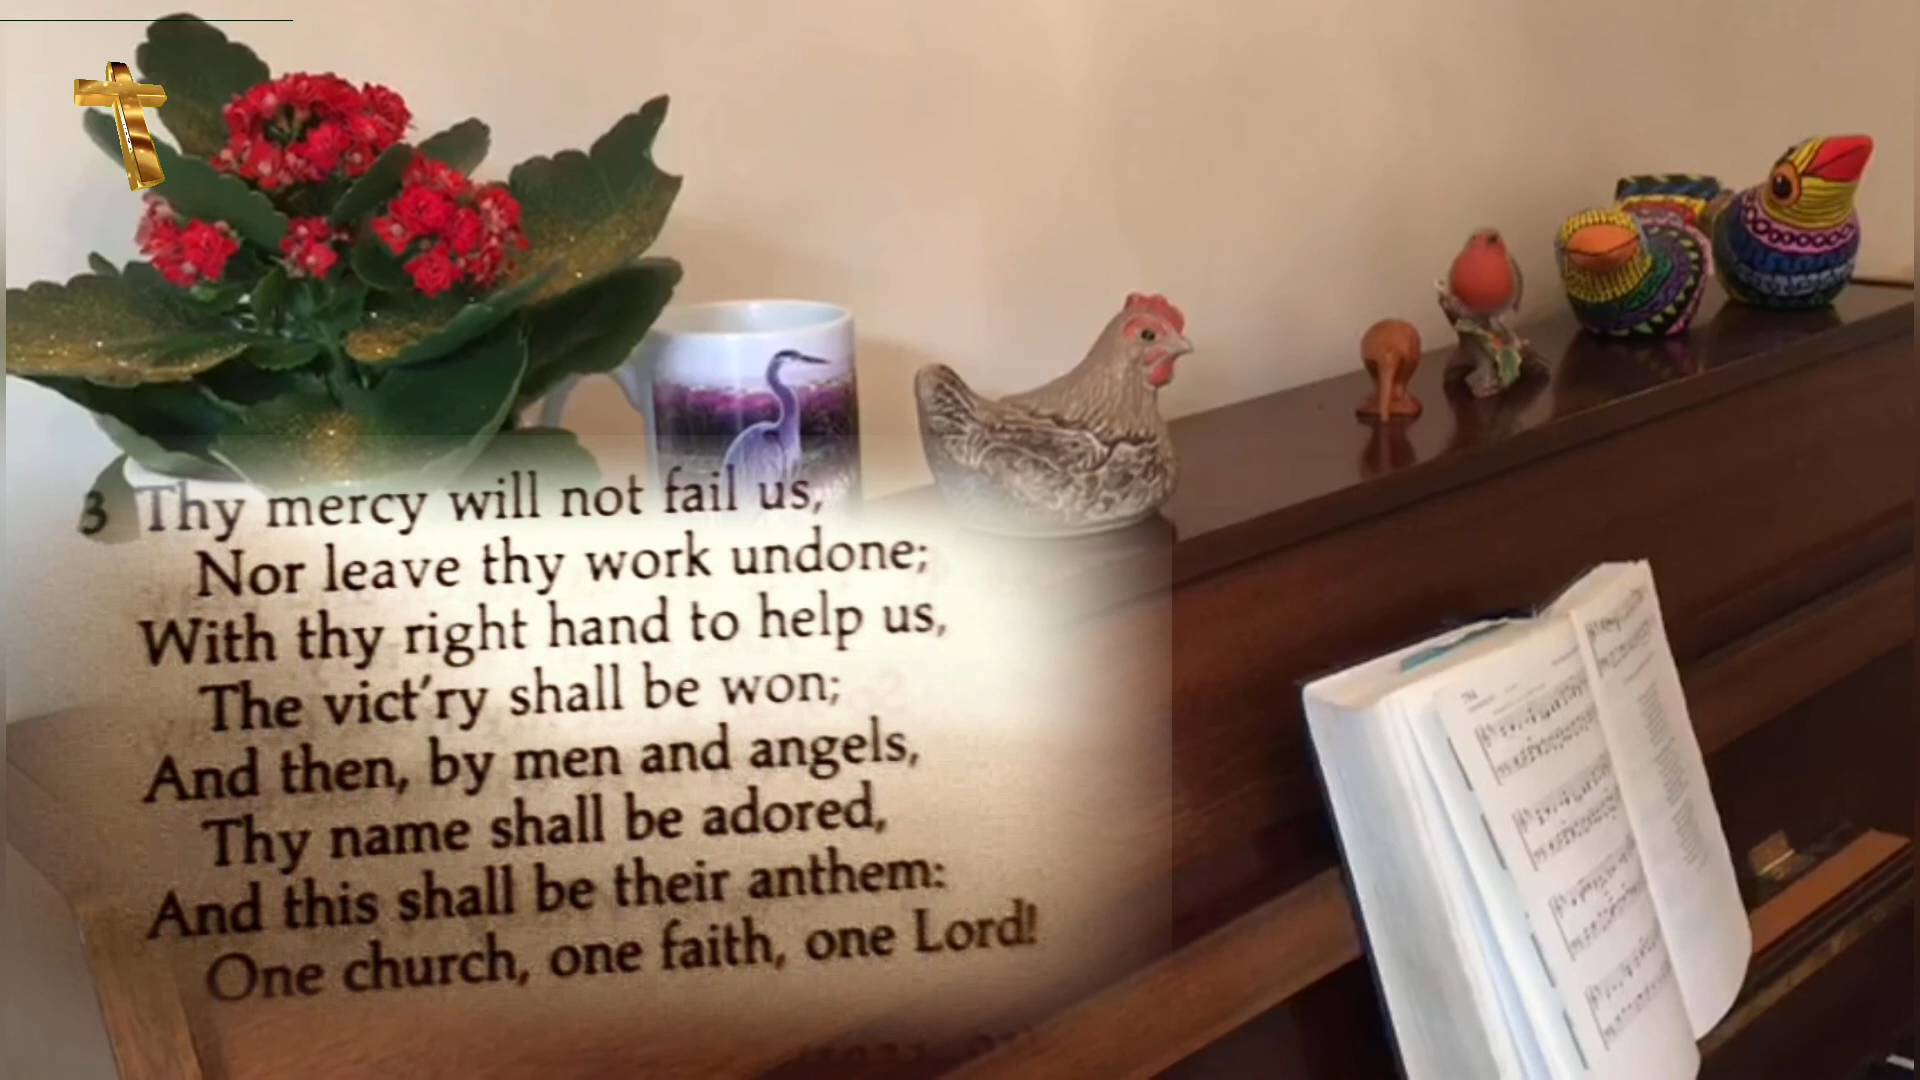 3 Thy mercy will not fail us,
Nor leave thy work undone;
With thy right hand to help us,
The vict'ry shall be won;
And then, by men and angels,
Thy name shall be adored,
And this shall be their anthem:
One church, one faith, one Lord!